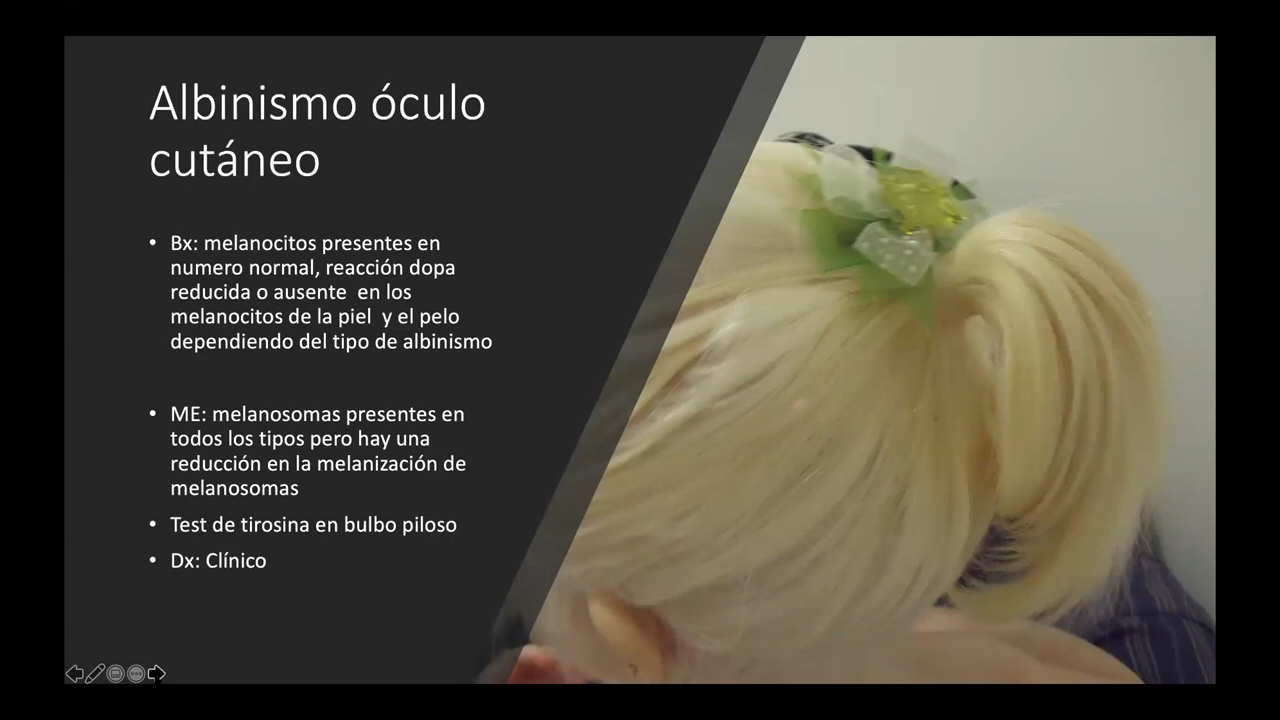 Albinismo óculo
cutáneo
• Bx: melanocitos presentes en
numero normal, reacción dopa
reducida o ausente en los
melanocitos de la piel y el pelo
dependiendo del tipo de albinismo
• ME: melanosomas presentes en
todos los tipos pero hay una
reducción en la melanización de
melanosomas
• Test de tirosina en bulbo piloso
• Dx: Clínico